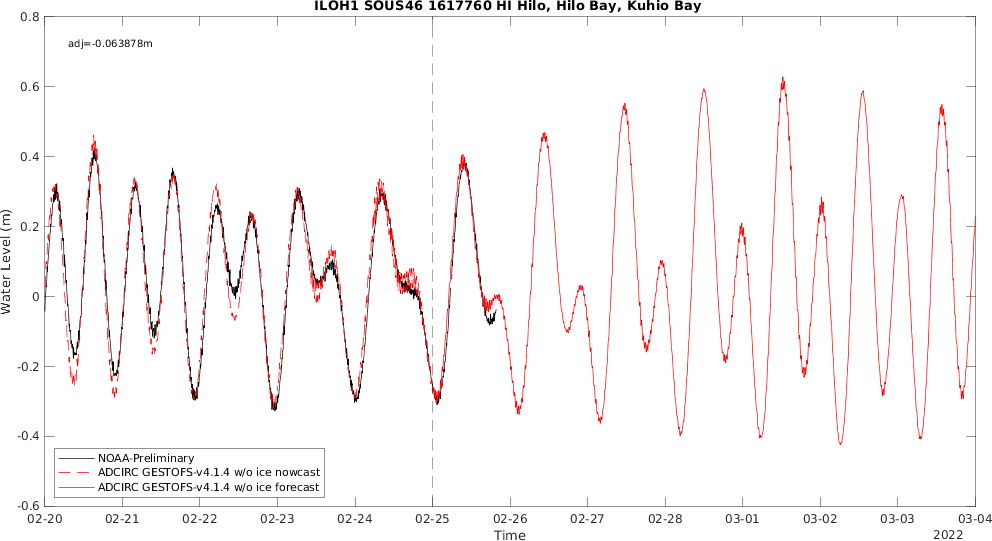 ILOH1 SOUS46 1617760 HI Hilo, Hilo Bay, Kuhio Bay
adj=-0.063878m
0.8
0.6
0.4
0.2
0
-0.2
-0.4
-0.6
Water Level (m)
NOAA-Preliminary
ADCIRC GESTOFS-v4.1.4 w/o ice nowcast
ADCIRC GESTOFS-v4.1.4 w/o ice forecast
02-20 02-21 02-22 02-23 02-24 02-25 02-26 02-27 02-28 03-01 03-02 03-03 03-04
Time
2022